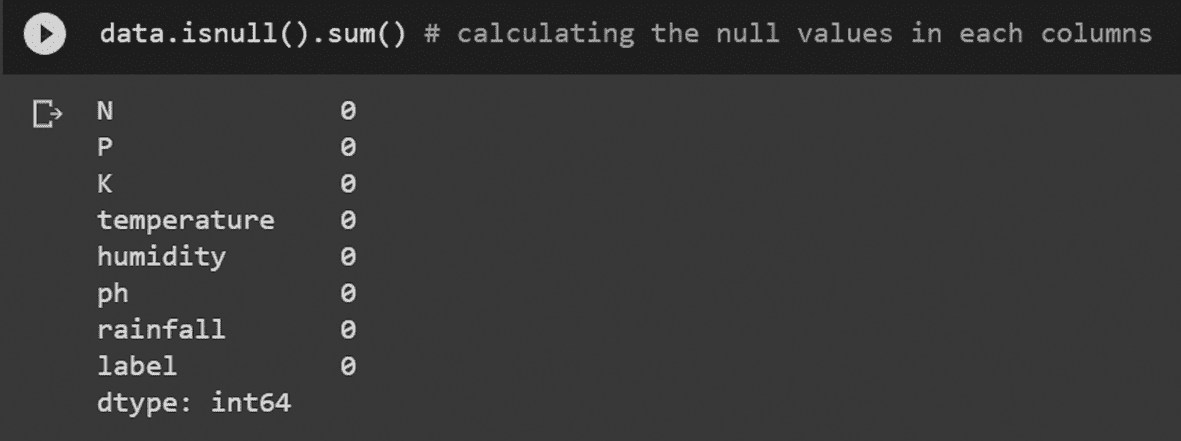 data.isnull().sum() # calculating the null values in each columns
N 0
P 0
K 0
temperature 0
humidity 0
ph 0
rainfall 0
label 0
dtype: int64